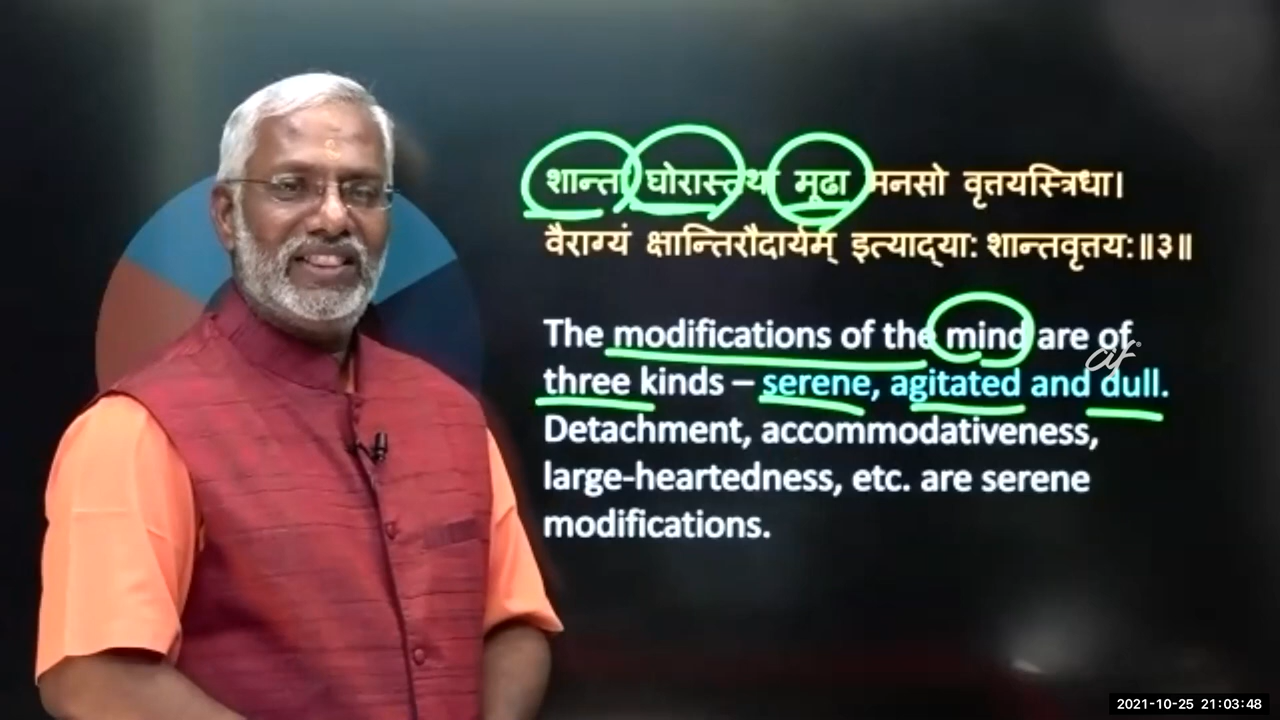 शान्ता घोरास्तथा मूढा मनसो वृत्तयस्त्रिधा।
वैराग्यं क्षान्तिरौदार्यम् इत्याद्याः शान्तवृत्तयः॥३॥
The modifications of the mind are of
three kinds – serene, agitated and dull.
Detachment, accommodativeness,
large-heartedness, etc. are serene
modifications.
cif
2021-10-25 21:03:48